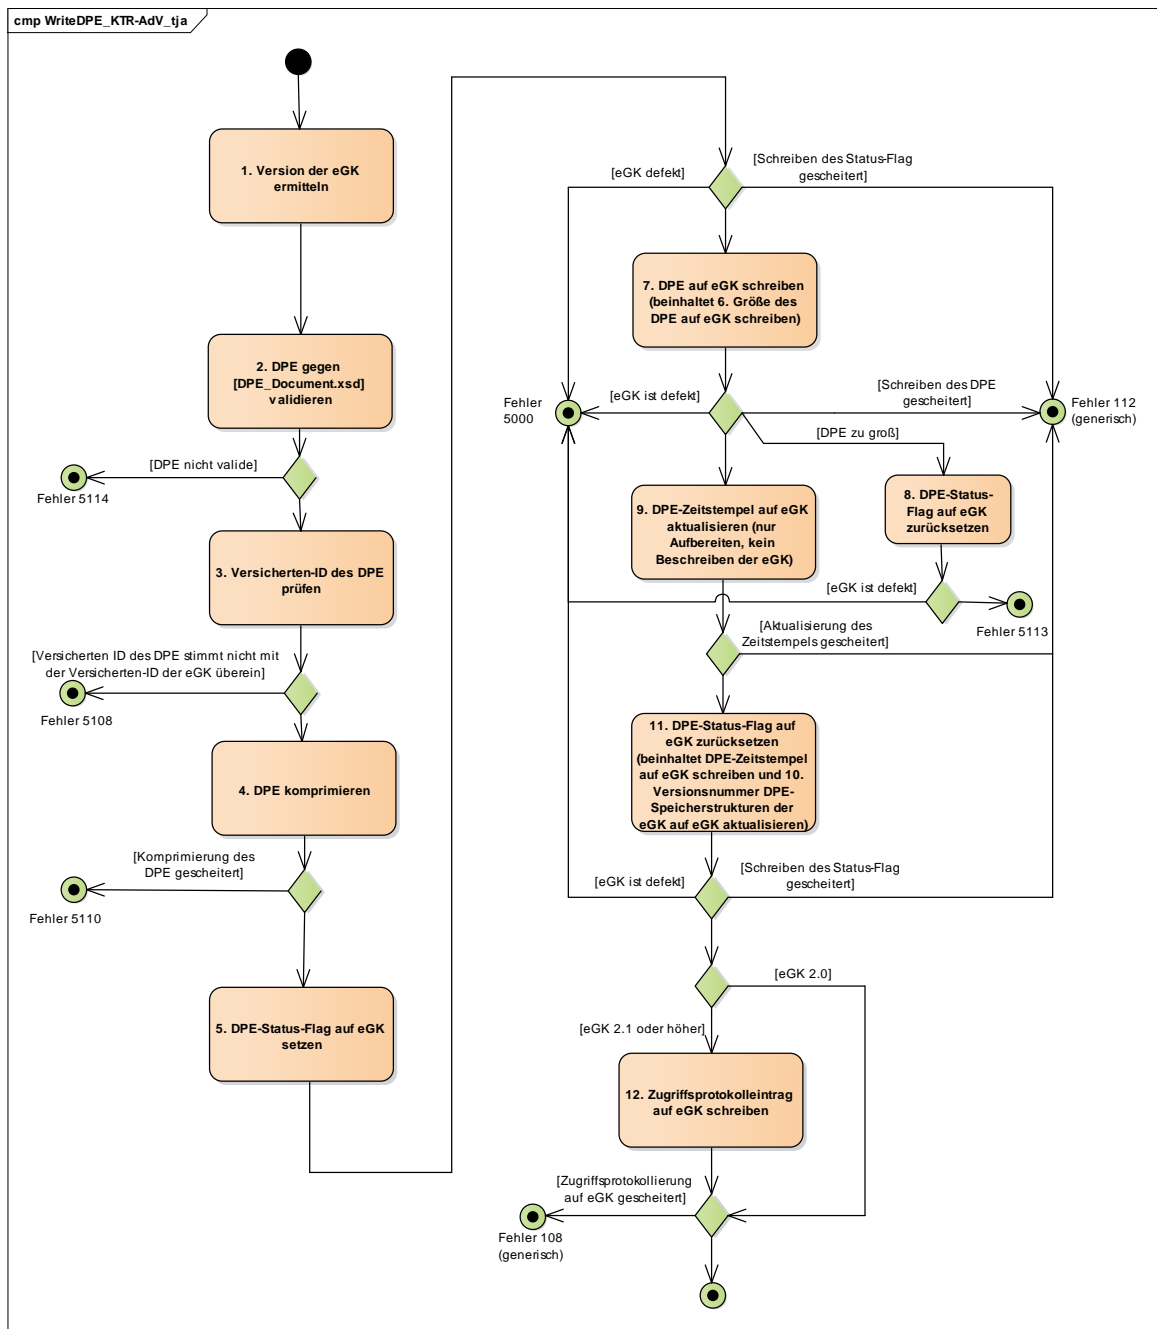 cmp WriteDPE_KTR-AdV_tja
1. Version der eGK
ermitteln
2. DPE gegen
[DPE_Document.xsd]
validieren
[DPE nicht valide]
Fehler 5114
3. Versicherten-ID des DPE
prüfen
[Versicherten ID des DPE stimmt nicht mit
der Versicherten-ID der eGK überein]
Fehler 5108
4. DPE komprimieren
[Komprimierung des
DPE gescheitert]
Fehler 5110
5. DPE-Status-Flag auf eGK
setzen
[eGK defekt]
[Schreiben des Status-Flag
gescheitert]
7. DPE auf eGK schreiben
(beinhaltet 6. Größe des
DPE auf eGK schreiben)
Fehler
5000
[eGK ist defekt]
[Schreiben des DPE
gescheitert]
Fehler 112
(generisch)
[DPE zu groß]
9. DPE-Zeitstempel auf eGK
aktualisieren (nur
Aufbereiten, kein
Beschreiben der eGK)
8. DPE-Status-
Flag auf eGK
zurücksetzen
[eGK ist defekt]
Fehler 5113
[Aktualisierung des
Zeitstempels gescheitert]
11. DPE-Status-Flag auf
eGK zurücksetzen
(beinhaltet DPE-Zeitstempel
auf eGK schreiben und 10.
Versionsnummer DPE-
Speicherstrukturen der
eGK auf eGK aktualisieren)
[eGK ist defekt]
[Schreiben des Status-Flag
gescheitert]
[eGK 2.0]
[eGK 2.1 oder höher]
12. Zugriffsprotokolleintrag
auf eGK schreiben
[Zugriffsprotokollierung
auf eGK gescheitert]
Fehler 108
(generisch)